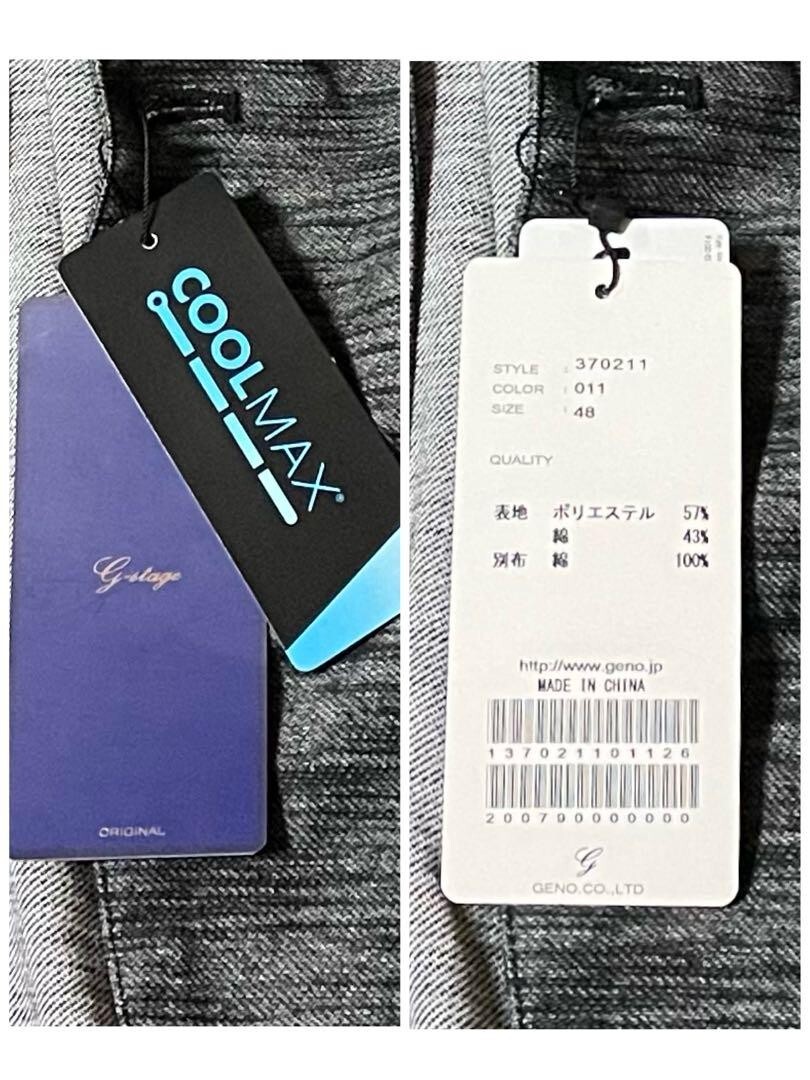 COOLMAX®
G-stage
ORIGINAL
STYLE : 370211
COLOR : 011
SIZE : 48
QUALITY
表地 ポリエステル 57%
綿 43%
別布 綿 100%
http://www.geno.jp
MADE IN CHINA
137021101126
2007900000000
G
GENO.CO.,LTD